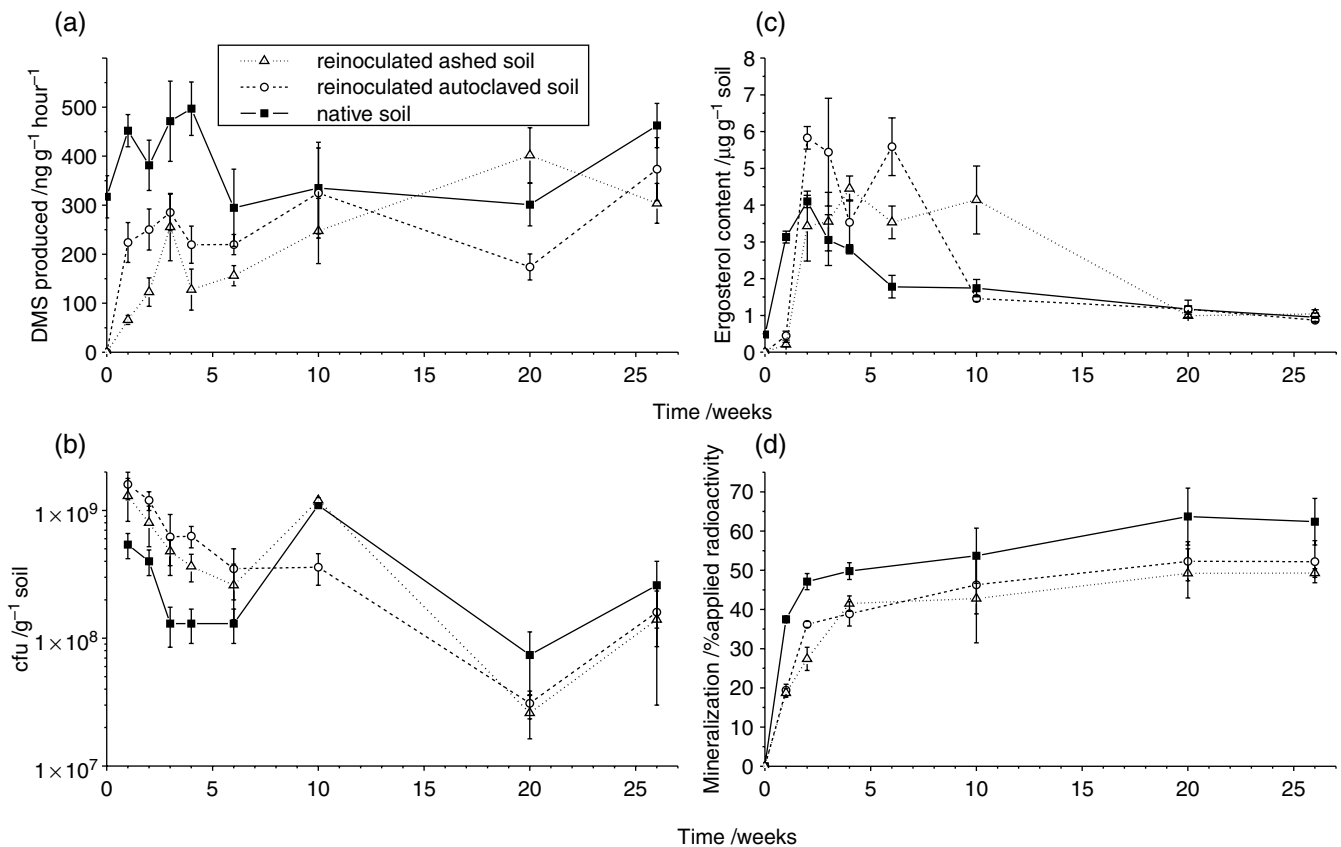 (a)
reinoculated ashed soil
reinoculated autoclaved soil
native soil
DMS produced /ng g⁻¹ hour⁻¹
500
400
300
200
100
0
0 5 10 15 20 25
(c)
Ergosterol content /µg g⁻¹ soil
8
7
6
5
4
3
2
1
0
0 5 10 15 20 25
Time /weeks
(b)
cfu /g⁻¹ soil
1×10⁹
1×10⁸
1×10⁷
0 5 10 15 20 25
(d)
Mineralization /%applied radioactivity
70
60
50
40
30
20
10
0
0 5 10 15 20 25
Time /weeks